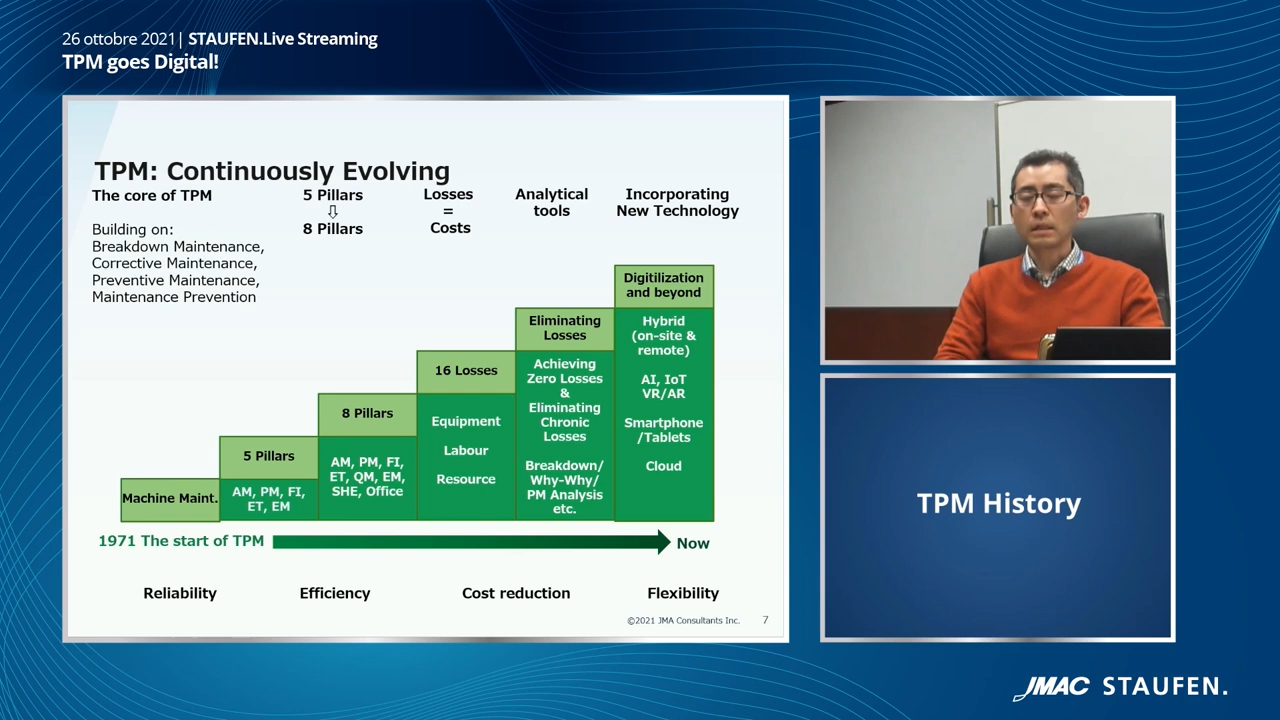 26 ottobre 2021| STAUFEN.Live Streaming
TPM goes Digital!
TPM: Continuously Evolving
The core of TPM
Building on:
Breakdown Maintenance,
Corrective Maintenance,
Preventive Maintenance,
Maintenance Prevention
5 Pillars
⇩
8 Pillars
Losses
=
Costs
Analytical
tools
Incorporating
New Technology
Machine Maint.
5 Pillars
AM, PM, FI,
ET, EM
8 Pillars
AM, PM, FI,
ET, QM, EM,
SHE, Office
16 Losses
Equipment
Labour
Resource
Eliminating
Losses
Achieving
Zero Losses
&
Eliminating
Chronic
Losses
Breakdown/
Why-Why/
PM Analysis
etc.
Digitilization
and beyond
Hybrid
(on-site &
remote)
AI, IoT
VR/AR
Smartphone
/Tablets
Cloud
1971 The start of TPM
Now
Reliability
Efficiency
Cost reduction
Flexibility
©2021 JMA Consultants Inc.
7
TPM History
JMAC STAUFEN.